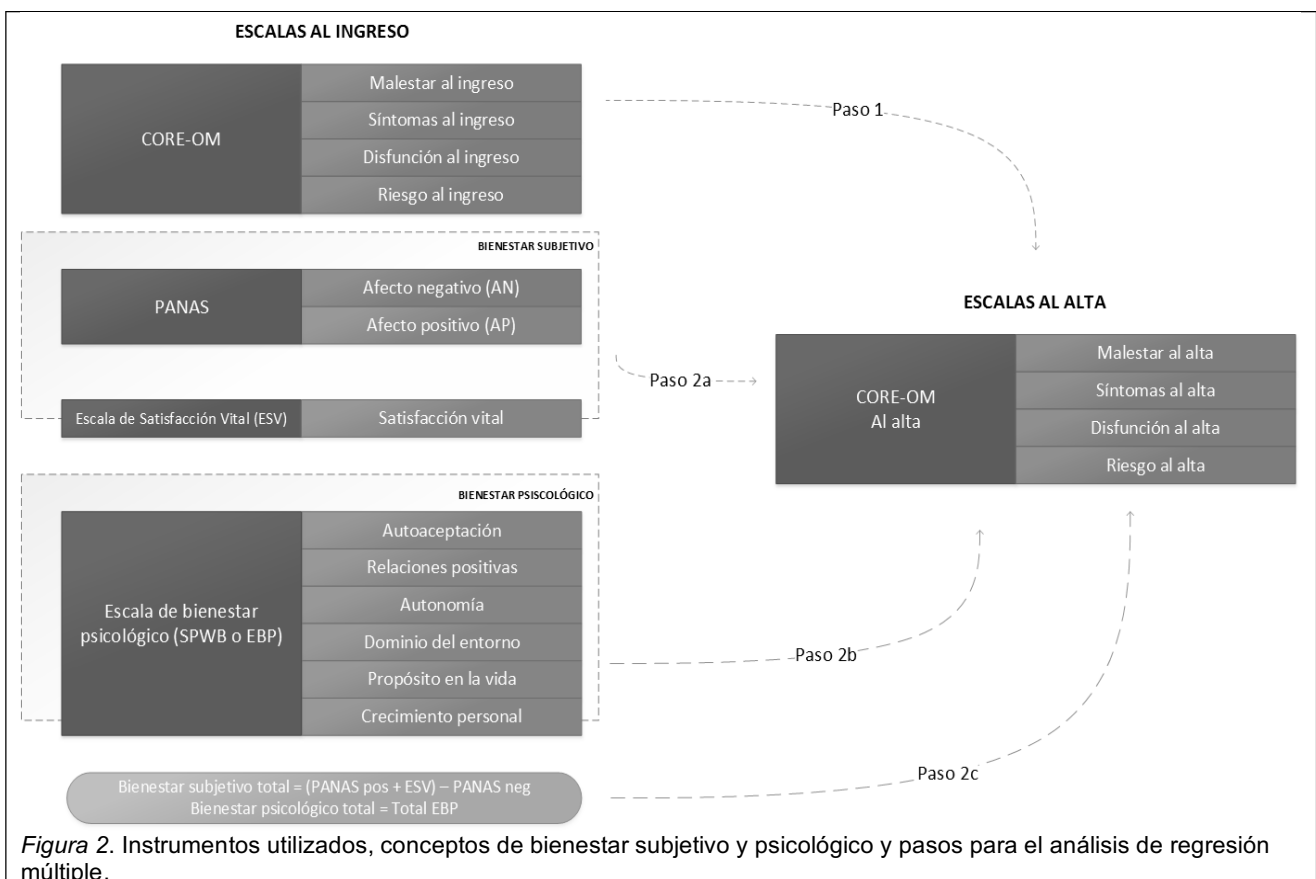 ESCALAS AL INGRESO
CORE-OM
Malestar al ingreso
Síntomas al ingreso
Disfunción al ingreso
Riesgo al ingreso
Paso 1
BIENESTAR SUBJETIVO
PANAS
Afecto negativo (AN)
Afecto positivo (AP)
Escala de Satisfacción Vital (ESV)
Satisfacción vital
Paso 2a
ESCALAS AL ALTA
CORE-OM
Al alta
Malestar al alta
Síntomas al alta
Disfunción al alta
Riesgo al alta
BIENESTAR PSISCOLÓGICO
Escala de bienestar
psicológico (SPWB o EBP)
Autoaceptación
Relaciones positivas
Autonomía
Dominio del entorno
Propósito en la vida
Crecimiento personal
Paso 2b
Bienestar subjetivo total = (PANAS pos + ESV) – PANAS neg
Bienestar psicológico total = Total EBP
Paso 2c
Figura 2. Instrumentos utilizados, conceptos de bienestar subjetivo y psicológico y pasos para el análisis de regresión
múltiple.